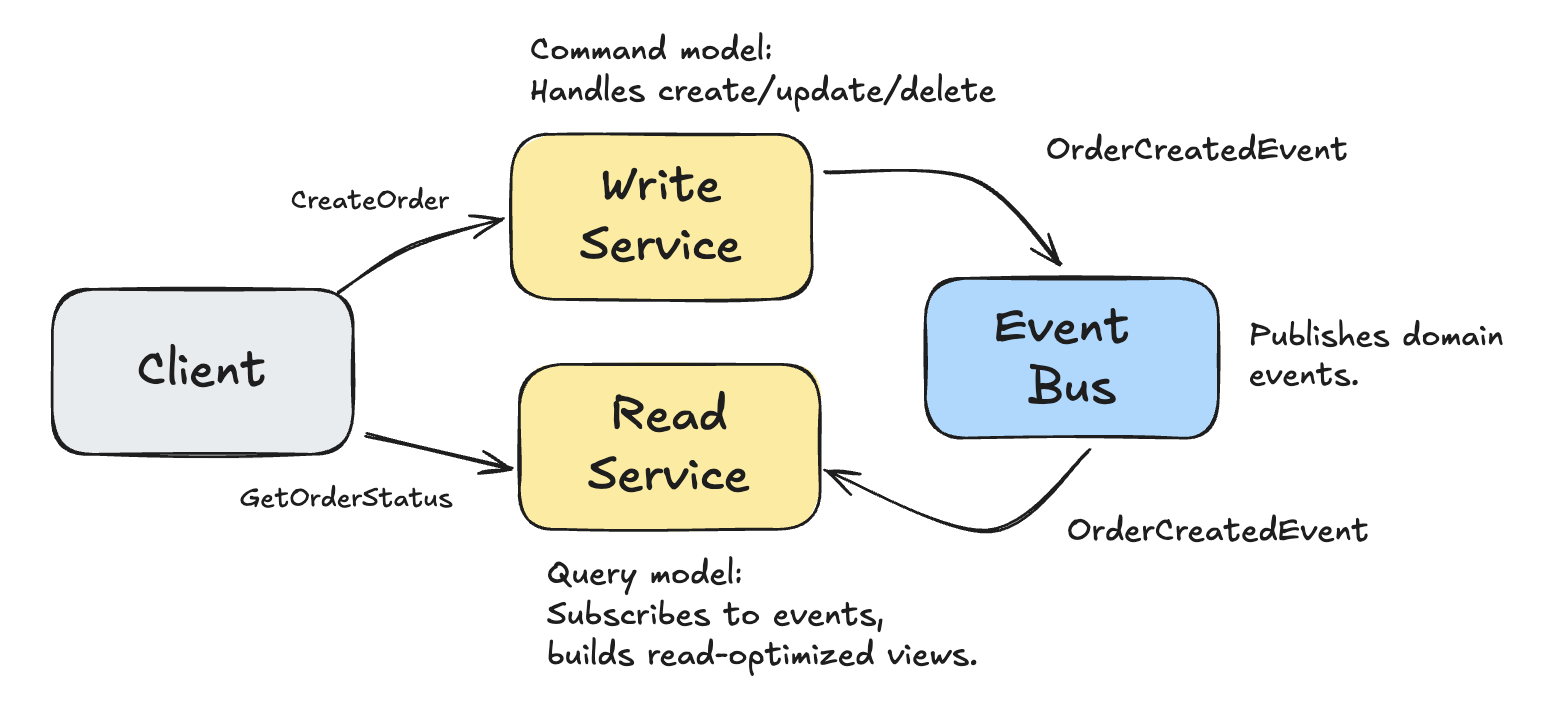 Command model:
Handles create/update/delete
OrderCreatedEvent
CreateOrder
Write
Service
Client
Event
Bus
Publishes domain
events.
Read
Service
GetOrderStatus
OrderCreatedEvent
Query model:
Subscribes to events,
builds read-optimized views.